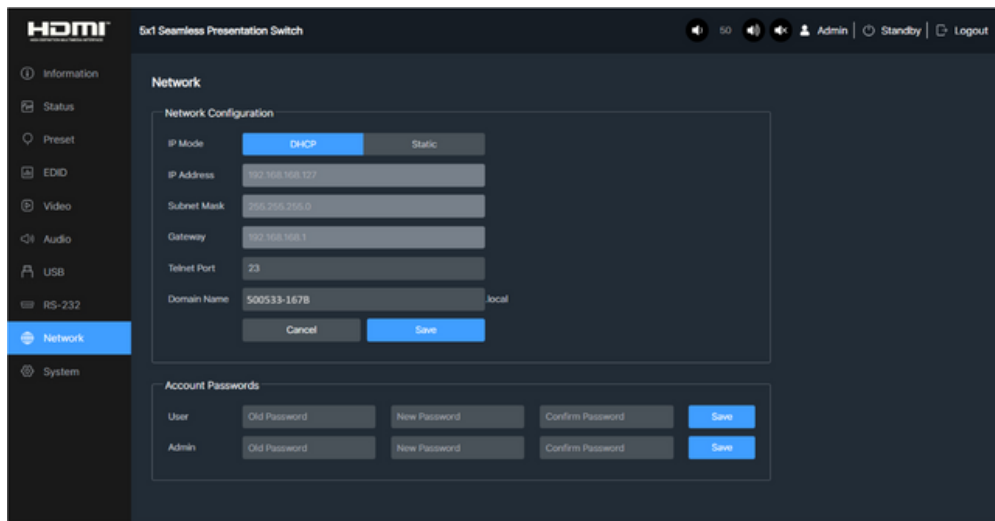 HDMI
5x1 Seamless Presentation Switch
50
Admin
Standby
Logout
Information
Status
Preset
EDID
Video
Audio
USB
RS-232
Network
System
Network
Network Configuration
IP Mode DHCP Static
IP Address 192.168.168.127
Subnet Mask 255.255.255.0
Gateway 192.168.168.1
Telnet Port 23
Domain Name 500533-167B .local
Cancel Save
Account Passwords
User Old Password New Password Confirm Password Save
Admin Old Password New Password Confirm Password Save